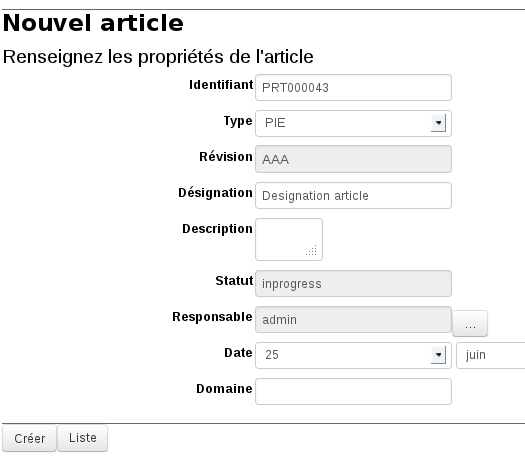 Nouvel article
Renseignez les propriétés de l'article
Identifiant PRT000043
Type PIE
Révision AAA
Désignation Designation article
Description
Statut inprogress
Responsable admin ...
Date 25 juin
Domaine
Créer Liste